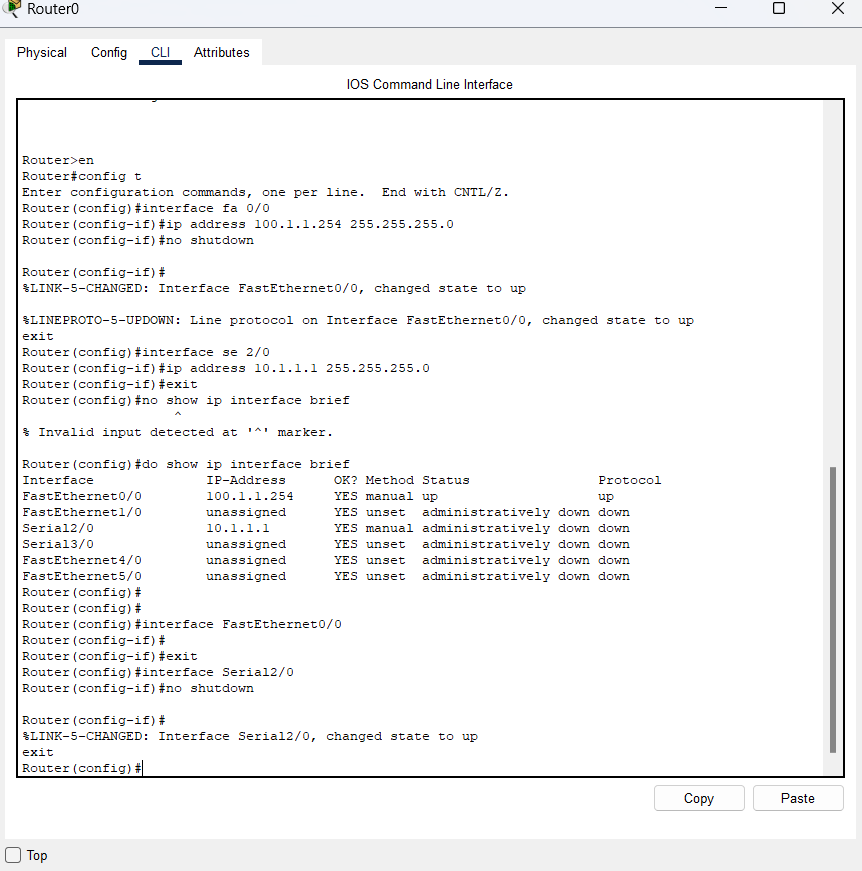 Router0
Physical Config CLI Attributes
IOS Command Line Interface
Router>en
Router#config t
Enter configuration commands, one per line.  End with CNTL/Z.
Router(config)#interface fa 0/0
Router(config-if)#ip address 100.1.1.254 255.255.255.0
Router(config-if)#no shutdown
Router(config-if)#
%LINK-5-CHANGED: Interface FastEthernet0/0, changed state to up
%LINEPROTO-5-UPDOWN: Line protocol on Interface FastEthernet0/0, changed state to up
exit
Router(config)#interface se 2/0
Router(config-if)#ip address 10.1.1.1 255.255.255.0
Router(config-if)#exit
Router(config)#no show ip interface brief
^
% Invalid input detected at '^' marker.
Router(config)#do show ip interface brief
Interface              IP-Address      OK? Method Status                Protocol
FastEthernet0/0        100.1.1.254     YES manual up                    up
FastEthernet1/0        unassigned      YES unset  administratively down down
Serial2/0              10.1.1.1        YES manual administratively down down
Serial3/0              unassigned      YES unset  administratively down down
FastEthernet4/0        unassigned      YES unset  administratively down down
FastEthernet5/0        unassigned      YES unset  administratively down down
Router(config)#
Router(config)#
Router(config)#interface FastEthernet0/0
Router(config-if)#
Router(config-if)#exit
Router(config)#interface Serial2/0
Router(config-if)#no shutdown
Router(config-if)#
%LINK-5-CHANGED: Interface Serial2/0, changed state to up
exit
Router(config)#
Copy Paste
Top